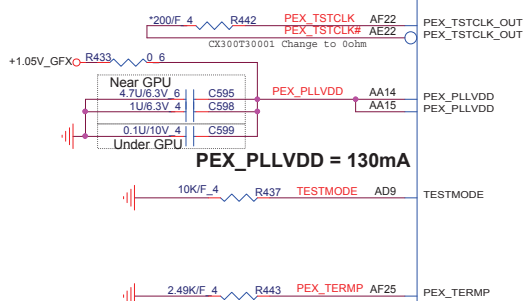 *200/F_4 R442 PEX_TSTCLK AF22 PEX_TSTCLK_OUT
PEX_TSTCLK# AE22 PEX_TSTCLK_OUT
CX300T30001 Change to 0ohm
+1.05V_GFX R433 0_6
Near GPU
4.7U/6.3V_6 C595 PEX_PLLVDD AA14 PEX_PLLVDD
1U/6.3V_4 C598 AA15 PEX_PLLVDD
0.1U/10V_4 C599
Under GPU
PEX_PLLVDD = 130mA
10K/F_4 R437 TESTMODE AD9 TESTMODE
2.49K/F_4 R443 PEX_TERMP AF25 PEX_TERMP